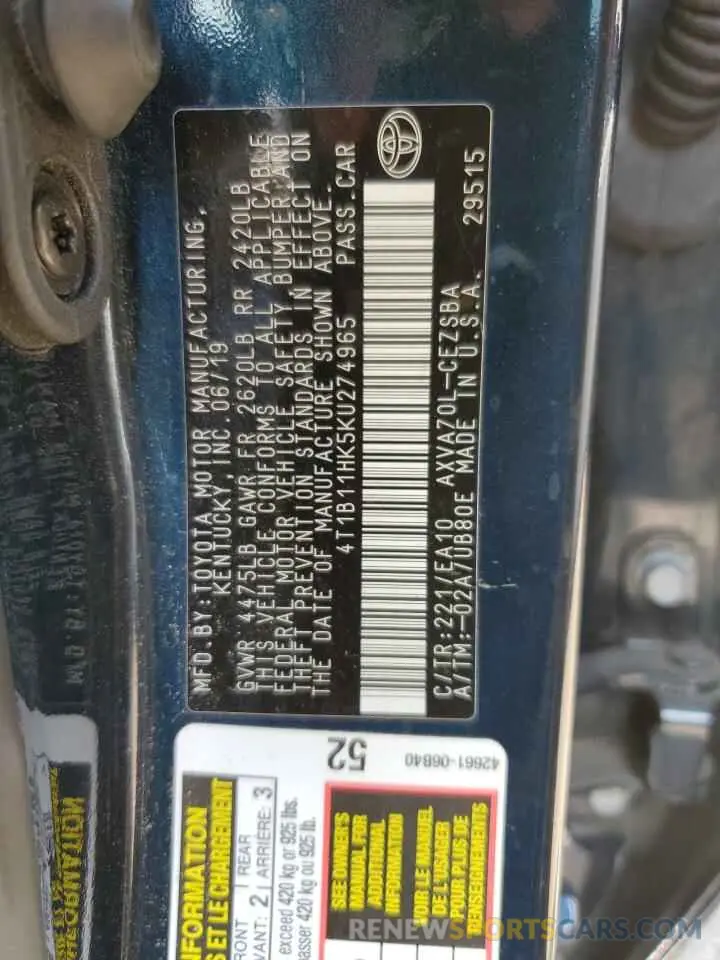 MFD.BY:TOYOTA MOTOR MANUFACTURING,
KENTUCKY, INC. 06/19
GVWR 4475LB GAWR FR 2620LB RR 2420LB
THIS VEHICLE CONFORMS TO ALL APPLICABLE
FEDERAL MOTOR VEHICLE SAFETY, BUMPER, AND
THEFT PREVENTION STANDARDS IN EFFECT ON
THE DATE OF MANUFACTURE SHOWN ABOVE.
4T1B11HK5KU274965 PASS.CAR
C/TR:221/EA10 AXVA70L-CEZSBA
A/TM:-02A/UB80E MADE IN U.S.A. 29515
52
42661-06B40
INFORMATION
ET LE CHARGEMENT
FRONT REAR
AVANT: 2 ARRIÈRE: 3
exceed 420 kg or 925 lbs.
420 kg ou 925 lb.
SEE OWNER'S
MANUAL FOR
ADDITIONAL
INFORMATION
VOIR LE MANUEL
DE L'USAGER
POUR PLUS DE
RENSEIGNEMENTS
RENEWSPORTSCARS.COM